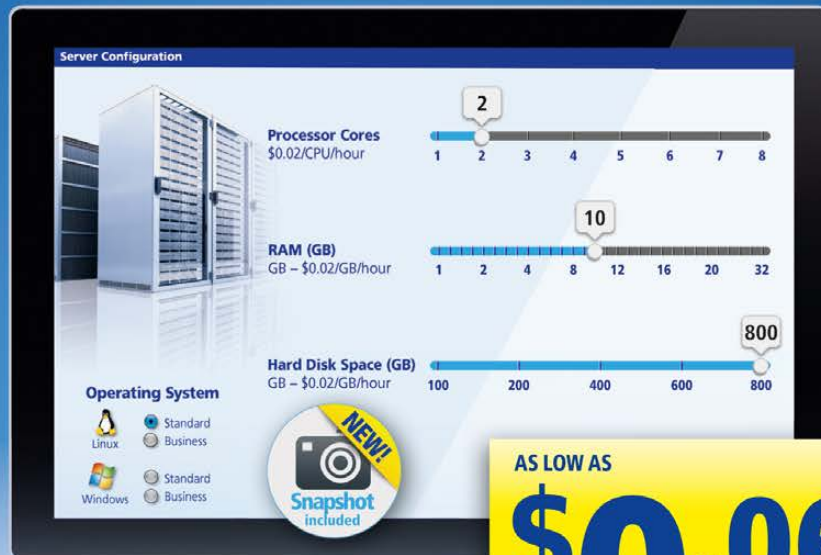 Server Configuration
2
Processor Cores
$0.02/CPU/hour
1 2 3 4 5 6 7 8
10
RAM (GB)
GB – $0.02/GB/hour
1 2 4 8 12 16 20 32
800
Hard Disk Space (GB)
GB – $0.02/GB/hour
100 200 400 600 800
Operating System
Linux
Standard
Business
Windows
Standard
Business
NEW!
Snapshot
included
AS LOW AS
$0.06